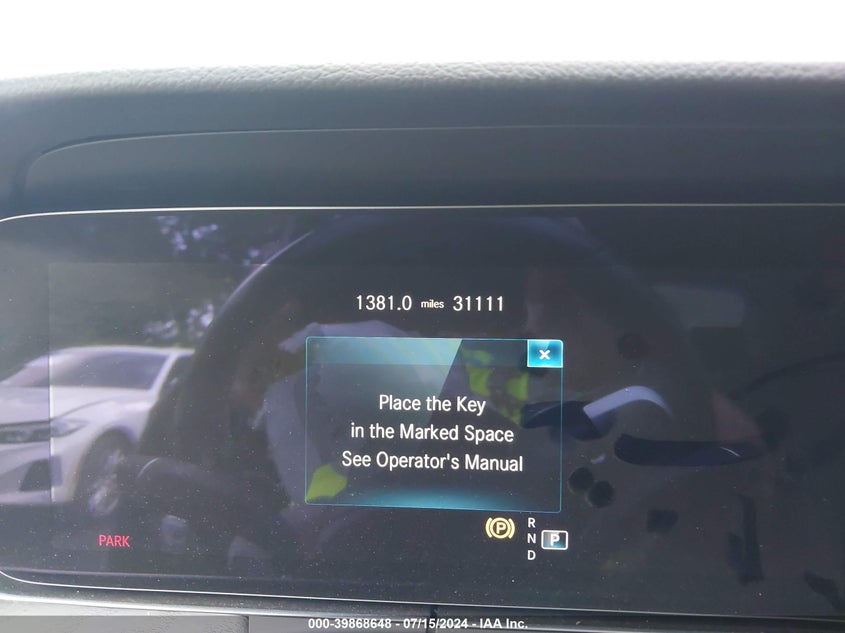 1381.0 miles 31111
×
Place the Key
in the Marked Space
See Operator's Manual
PARK
(P)
R
N P
D
000-39868648 - 07/15/2024 - IAA Inc.